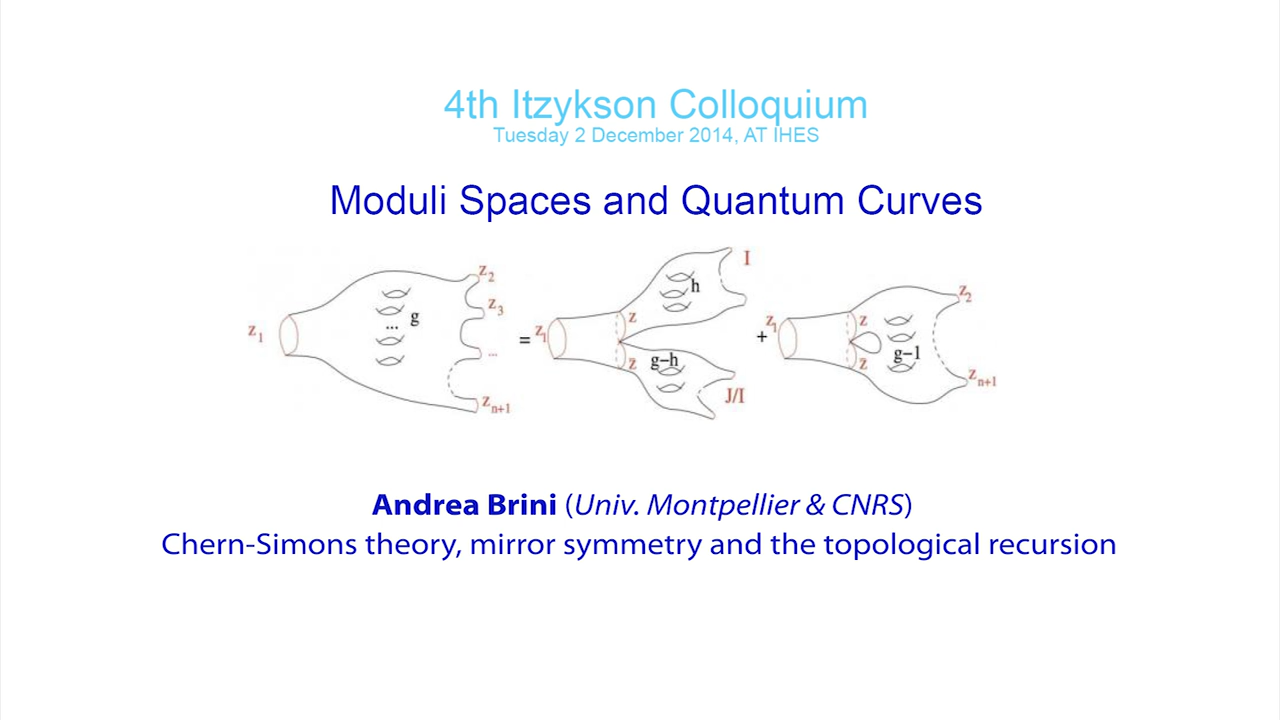 4th Itzykson Colloquium
Tuesday 2 December 2014, AT IHES
Moduli Spaces and Quantum Curves
z1 g z2 z3 ... ... zn+1 = z1 z z̄ h I g-h J/I + z1 z z̄ g-1 z2 zn+1
Andrea Brini (Univ. Montpellier & CNRS)
Chern-Simons theory, mirror symmetry and the topological recursion